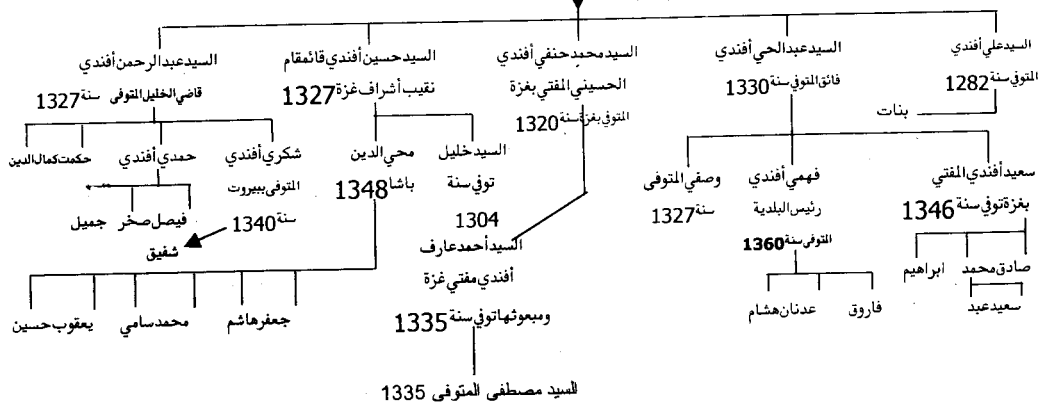 السيد علي أفندي
المتوفي سنة 1282
بنات
السيد عبد الحي أفندي
فائق المتوفي سنة 1330
السيد محمد حنفي أفندي
الحسيني المفتي بغزة
المتوفي بغزة سنة 1320
السيد حسين أفندي قائمقام
نقيب أشراف غزة 1327
السيد عبد الرحمن أفندي
قاضي الخليل المتوفى سنة 1327
سعيد أفندي المفتي
بغزة توفي سنة 1346
فهمي أفندي
رئيس البلدية
المتوفى سنة 1360
وصفي المتوفى
سنة 1327
السيد خليل
توفي سنة
1304
محي الدين
باشا 1348
شكري أفندي
المتوفى ببيروت
سنة 1340
حمدي أفندي
حكمت كمال الدين
صادق محمد ابراهيم
سعيد عبد
فاروق عدنان هشام
السيد أحمد عارف
أفندي مفتي غزة
ومبعوثها توفي سنة 1335
السيد مصطفى المتوفى 1335
فيصل صخر جميل
شفيق
جعفر هاشم محمد سامي يعقوب حسين